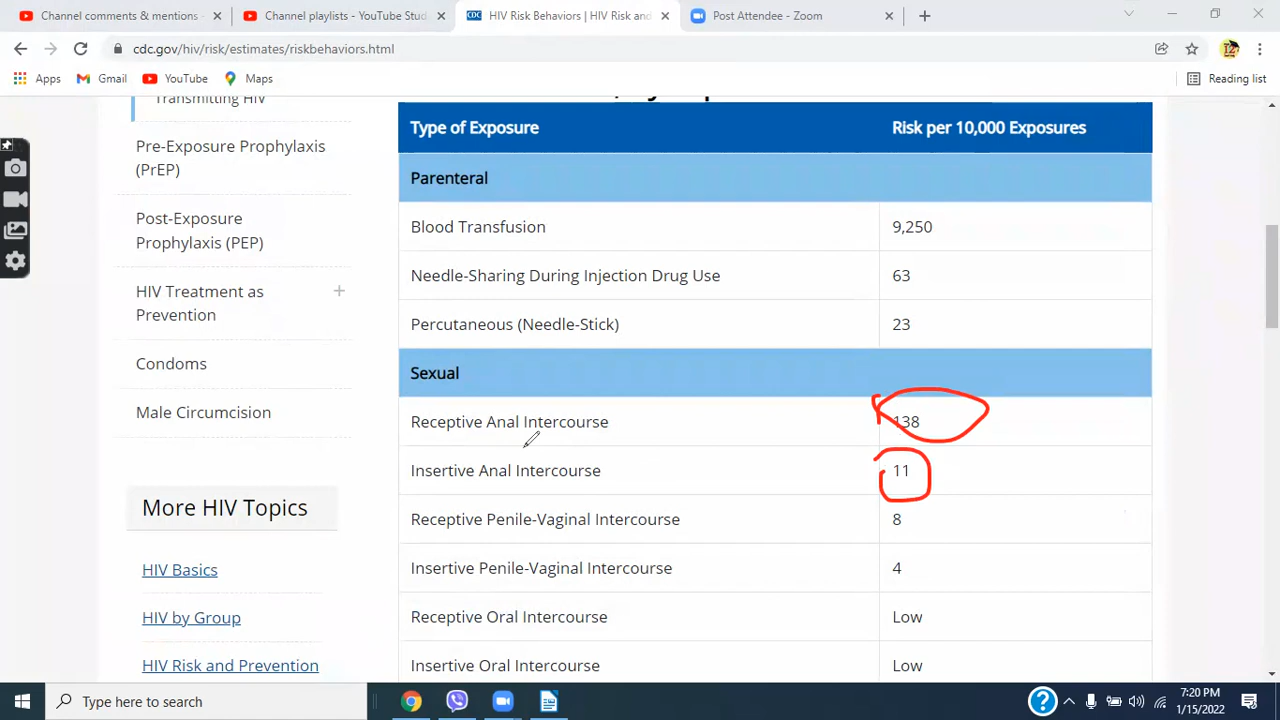 Channel comments & mentions -
Channel playlists - YouTube Stud
CDC
HIV Risk Behaviors | HIV Risk and
Post Attendee - Zoom
cdc.gov/hiv/risk/estimates/riskbehaviors.html
Apps
Gmail
YouTube
Maps
Reading list
Transmitting HIV
Pre-Exposure Prophylaxis
(PrEP)
Post-Exposure
Prophylaxis (PEP)
HIV Treatment as
Prevention
Condoms
Male Circumcision
More HIV Topics
HIV Basics
HIV by Group
HIV Risk and Prevention
Type of Exposure Risk per 10,000 Exposures
Parenteral
Blood Transfusion 9,250
Needle-Sharing During Injection Drug Use 63
Percutaneous (Needle-Stick) 23
Sexual
Receptive Anal Intercourse 138
Insertive Anal Intercourse 11
Receptive Penile-Vaginal Intercourse 8
Insertive Penile-Vaginal Intercourse 4
Receptive Oral Intercourse Low
Insertive Oral Intercourse Low
Type here to search
7:20 PM
1/15/2022